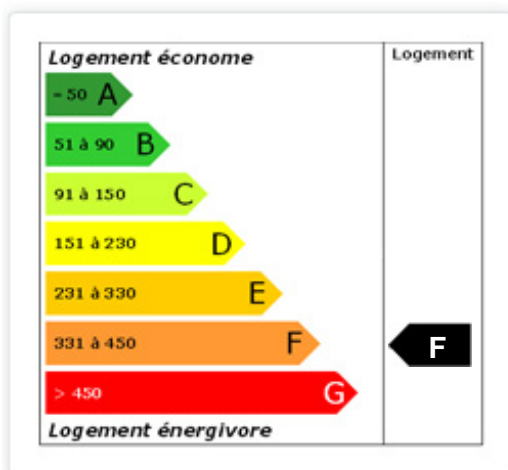 Logement économe
Logement
= 50 A
51 à 90 B
91 à 150 C
151 à 230 D
231 à 330 E
331 à 450 F
F
> 450 G
Logement énergivore